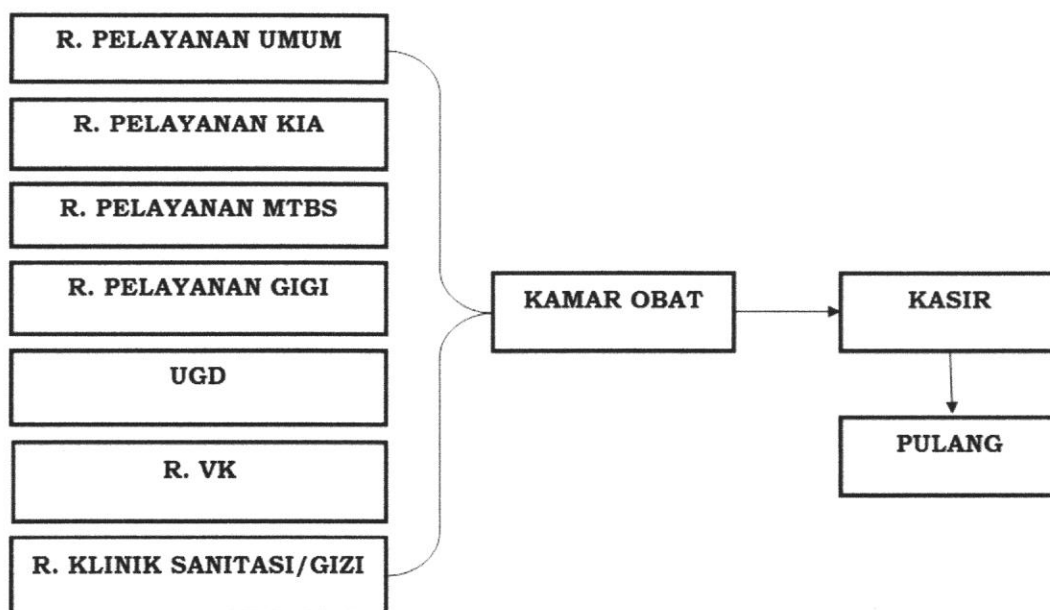 R. PELAYANAN UMUM
R. PELAYANAN KIA
R. PELAYANAN MTBS
R. PELAYANAN GIGI
UGD
R. VK
R. KLINIK SANITASI/GIZI
KAMAR OBAT
KASIR
PULANG